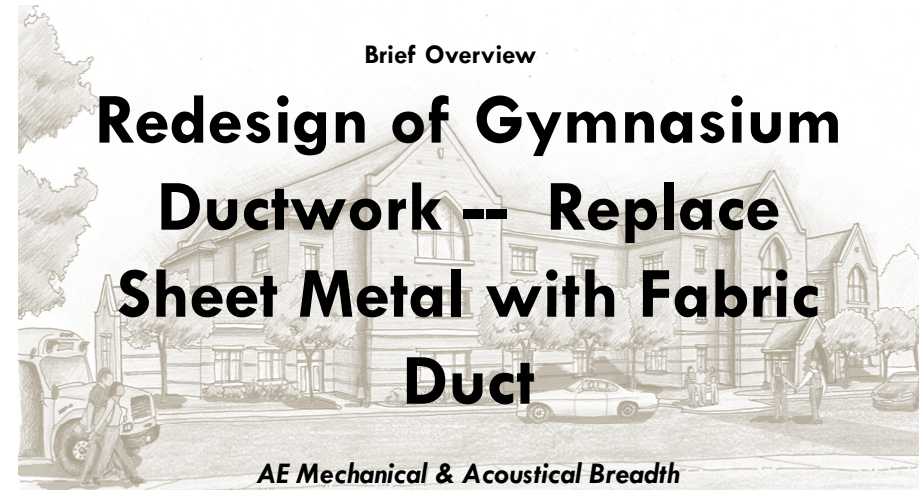 Brief Overview
Redesign of Gymnasium
Ductwork -- Replace
Sheet Metal with Fabric
Duct
AE Mechanical & Acoustical Breadth